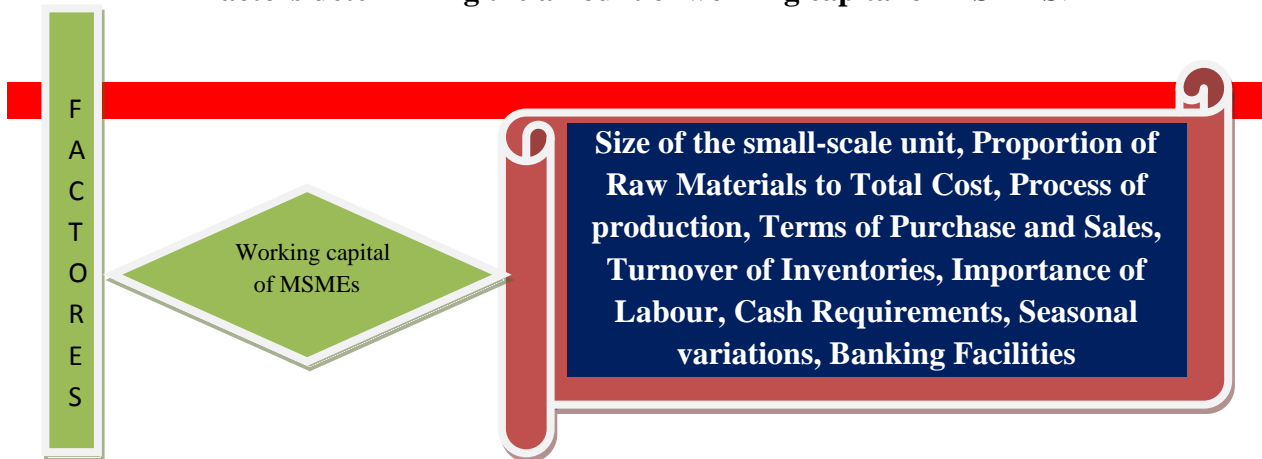 F
A
C
T
O
R
E
S
Working capital
of MSMEs
Size of the small-scale unit, Proportion of
Raw Materials to Total Cost, Process of
production, Terms of Purchase and Sales,
Turnover of Inventories, Importance of
Labour, Cash Requirements, Seasonal
variations, Banking Facilities